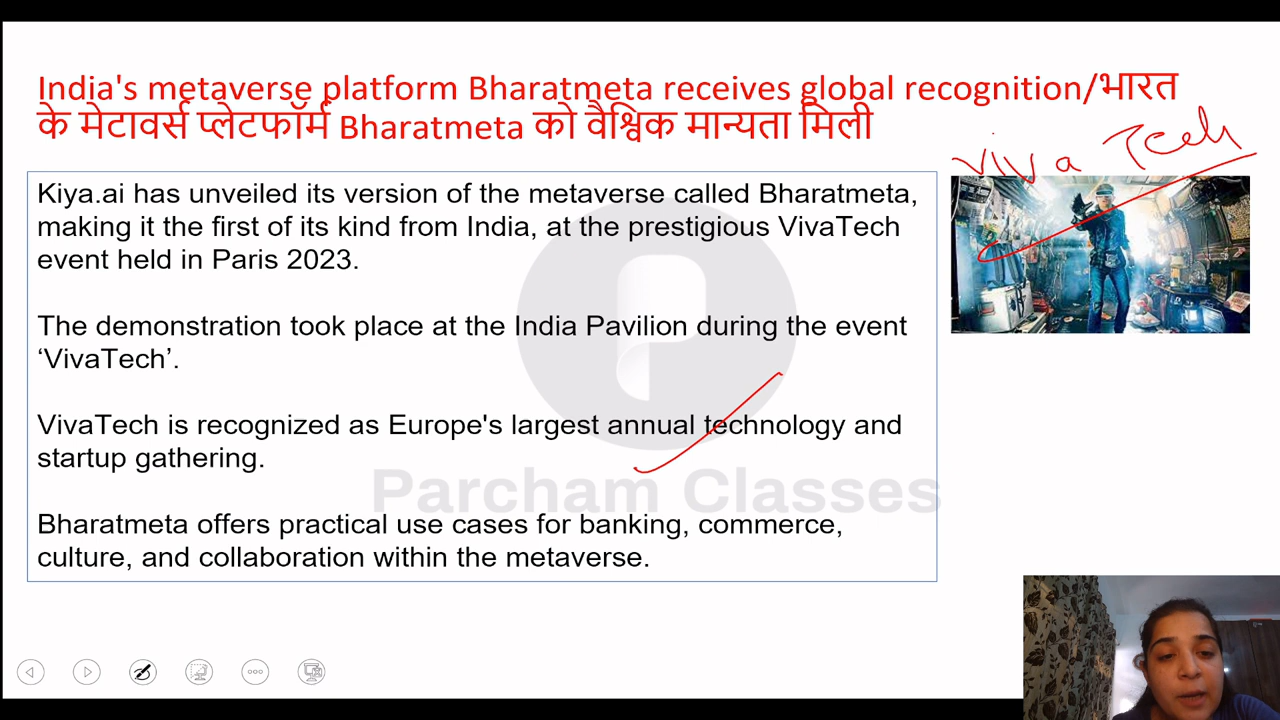 India's metaverse platform Bharatmeta receives global recognition/भारत
के मेटावर्स प्लेटफॉर्म Bharatmeta को वैश्विक मान्यता मिली
Viva Tech
Kiya.ai has unveiled its version of the metaverse called Bharatmeta,
making it the first of its kind from India, at the prestigious VivaTech
event held in Paris 2023.
The demonstration took place at the India Pavilion during the event
‘VivaTech’.
VivaTech is recognized as Europe's largest annual technology and
startup gathering.
Parcham Classes
Bharatmeta offers practical use cases for banking, commerce,
culture, and collaboration within the metaverse.